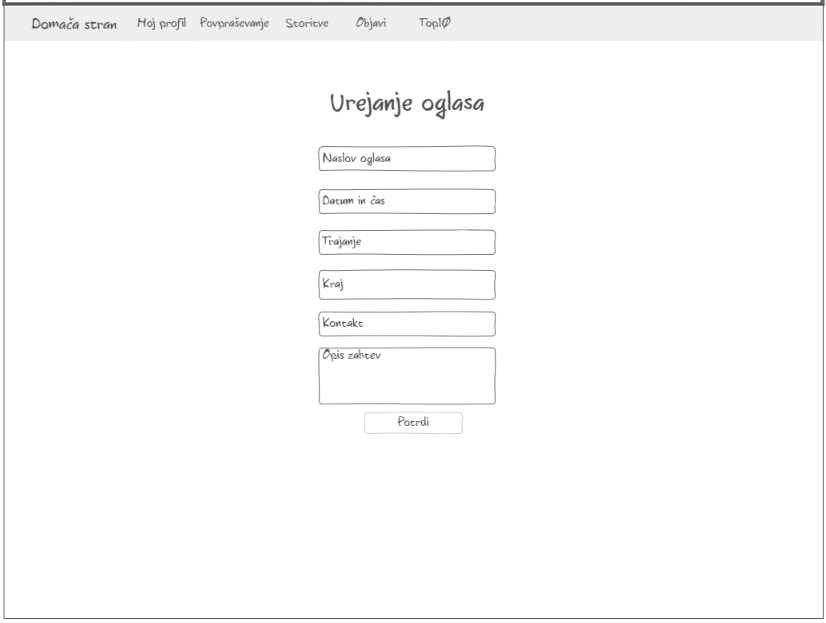 Domača stran Moj profil Povpraševanje Storitve Objavi Top10
Urejanje oglasa
Naslov oglasa
Datum in čas
Trajanje
Kraj
Kontakt
Opis zahtev
Potrdi